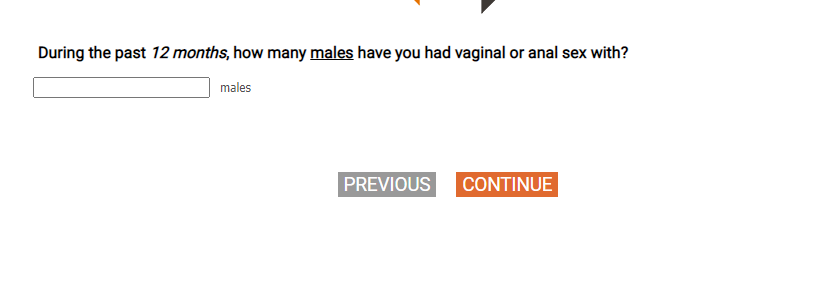 During the past 12 months, how many males have you had vaginal or anal sex with?
males
PREVIOUS CONTINUE